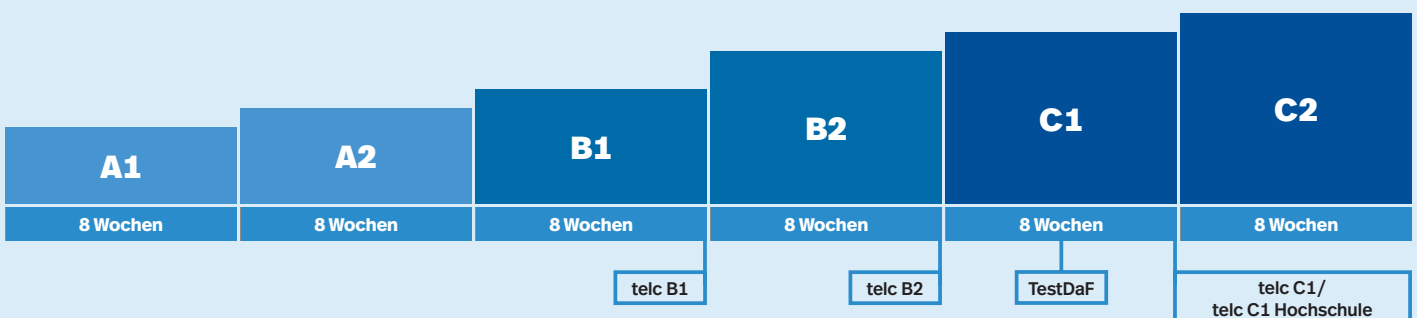 A1
A2
B1
B2
C1
C2
8 Wochen
8 Wochen
8 Wochen
8 Wochen
8 Wochen
8 Wochen
telc B1
telc B2
TestDaF
telc C1/
telc C1 Hochschule